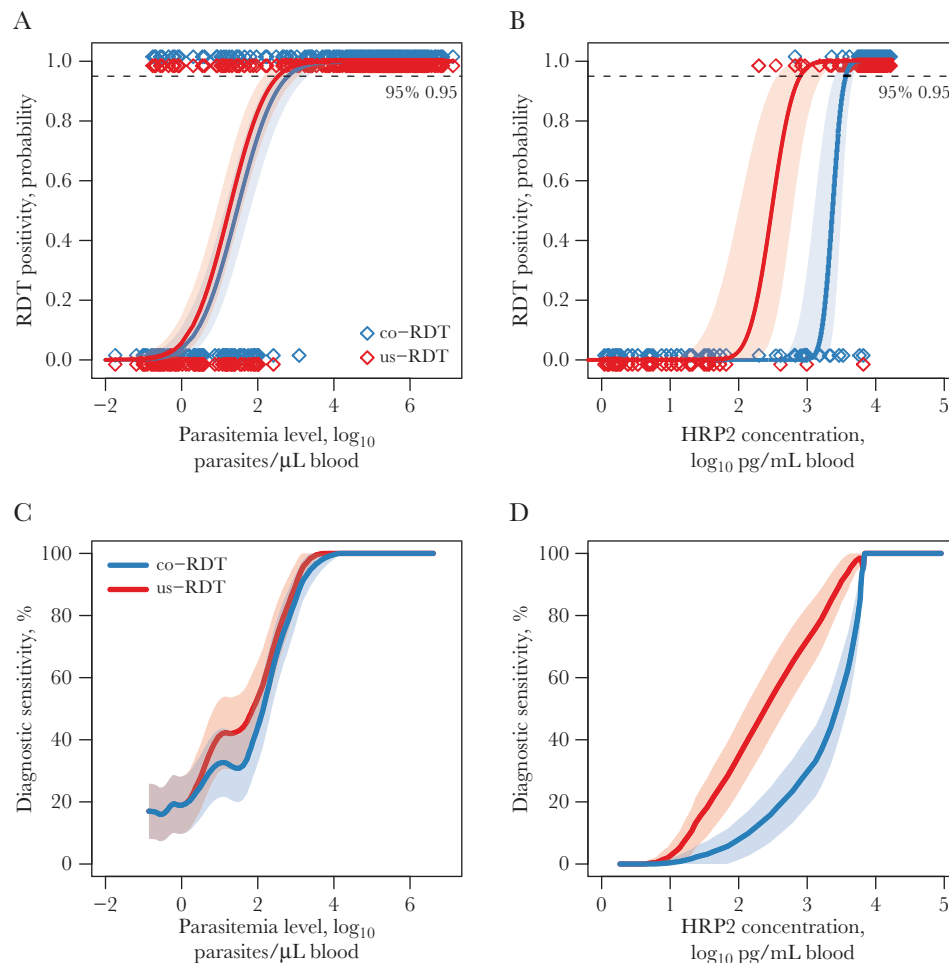 A
RDT positivity, probability
1.0
0.8
0.6
0.4
0.2
0.0
95% 0.95
co−RDT
us−RDT
−2 0 2 4 6
Parasitemia level, log10
parasites/μL blood
B
RDT positivity, probability
1.0
0.8
0.6
0.4
0.2
0.0
95% 0.95
0 1 2 3 4 5
HRP2 concentration,
log10 pg/mL blood
C
Diagnostic sensitivity, %
100
80
60
40
20
0
co−RDT
us−RDT
−2 0 2 4 6
Parasitemia level, log10
parasites/μL blood
D
Diagnostic sensitivity, %
100
80
60
40
20
0
0 1 2 3 4 5
HRP2 concentration,
log10 pg/mL blood